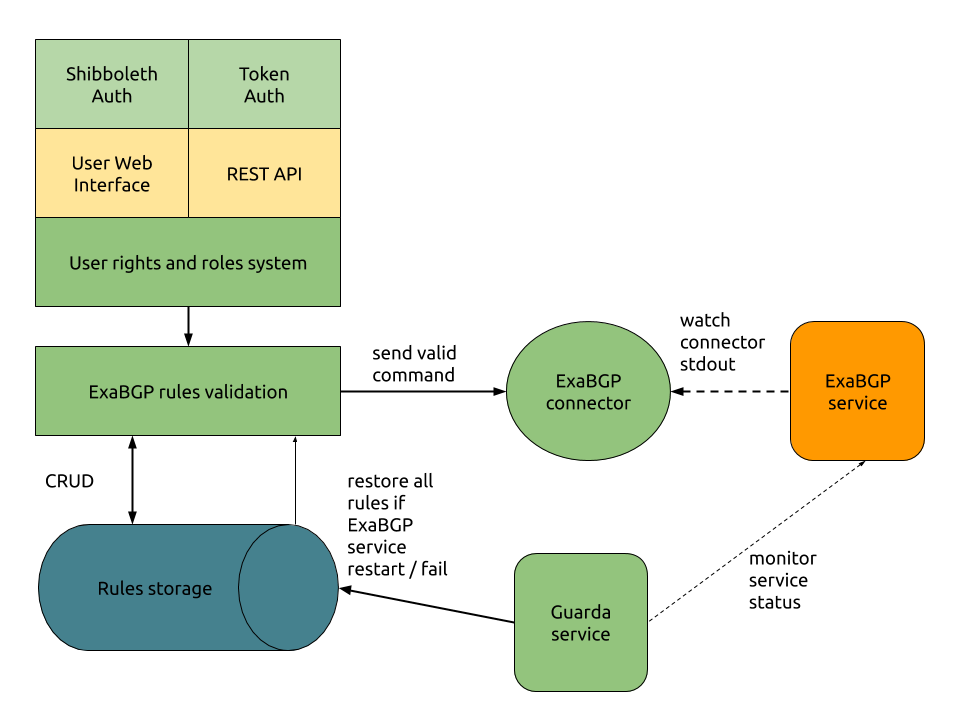 Shibboleth
Auth
Token
Auth
User Web
Interface
REST API
User rights and roles system
ExaBGP rules validation
send valid
command
ExaBGP
connector
watch
connector
stdout
ExaBGP
service
CRUD
restore all
rules if
ExaBGP
service
restart / fail
Rules storage
Guarda
service
monitor
service
status